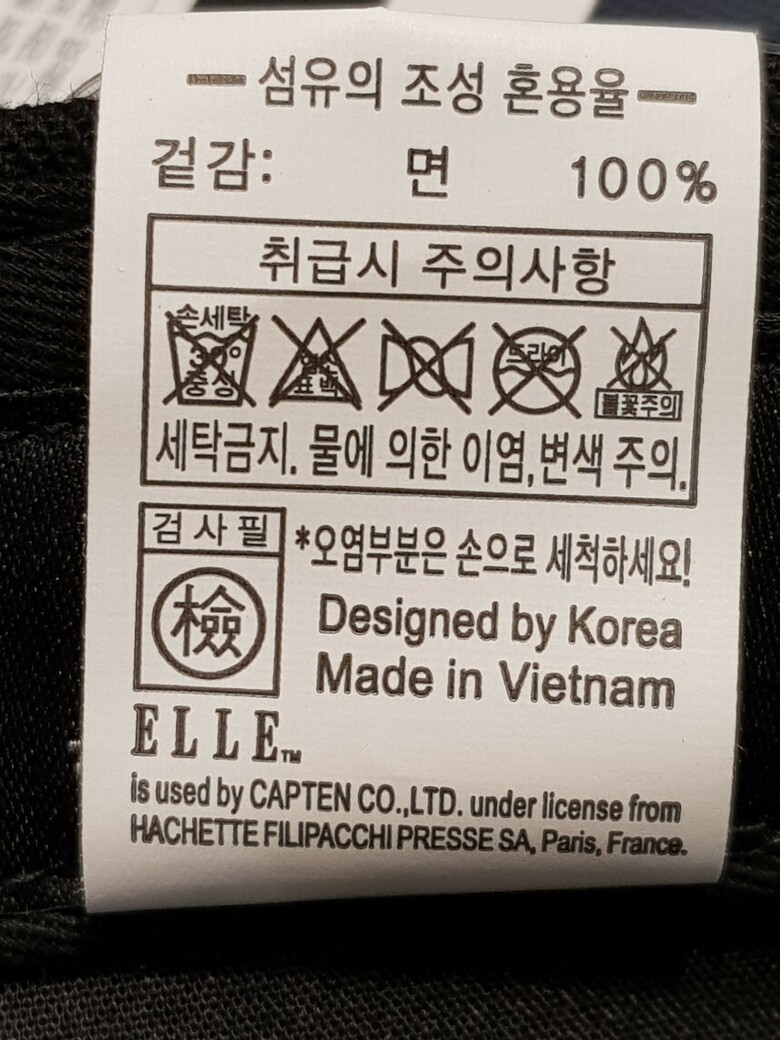 섬유의 조성 혼용율
겉감: 면 100%
취급시 주의사항
손세탁
30°
중성
염소
표백
드라이
불꽃주의
세탁금지. 물에 의한 이염,변색 주의.
검사필
檢
*오염부분은 손으로 세척하세요!
Designed by Korea
Made in Vietnam
ELLE™
is used by CAPTEN CO.,LTD. under license from
HACHETTE FILIPACCHI PRESSE SA, Paris, France.